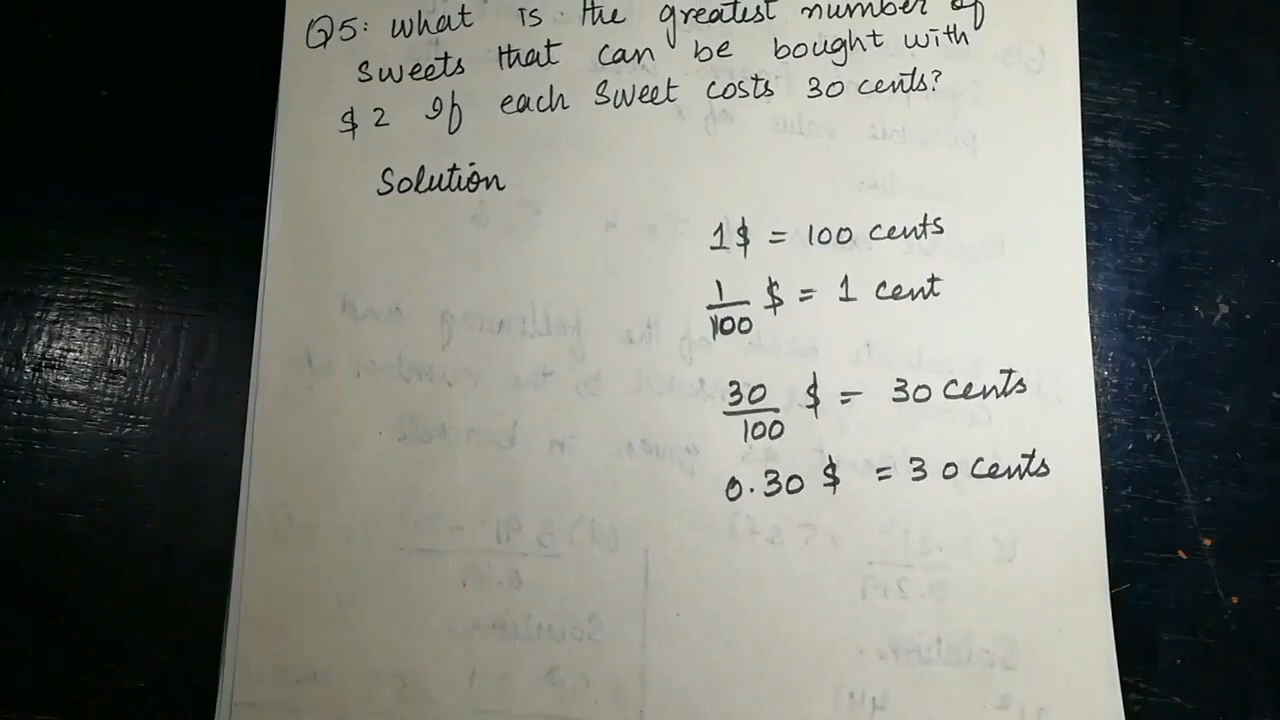 Q5: what is the greatest number of
sweets that can be bought with
$2 If each sweet costs 30 cents?
Solution
1$ = 100 cents
1/100 $ = 1 cent
30/100 $ = 30 cents
0.30 $ = 30 cents